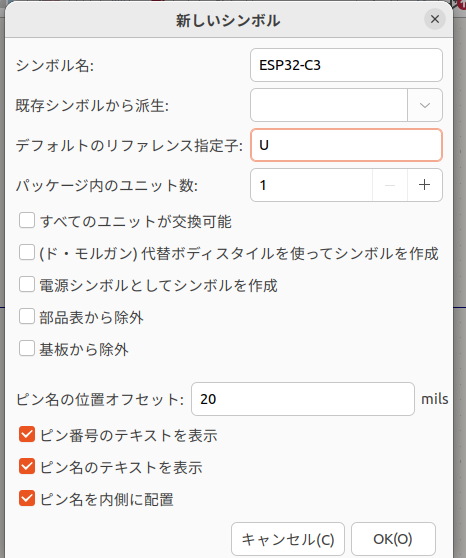 新しいシンボル
シンボル名: ESP32-C3
既存シンボルから派生:
デフォルトのリファレンス指定子: U
パッケージ内のユニット数: 1
すべてのユニットが交換可能
(ド・モルガン) 代替ボディスタイルを使ってシンボルを作成
電源シンボルとしてシンボルを作成
部品表から除外
基板から除外
ピン名の位置オフセット: 20 mils
ピン番号のテキストを表示
ピン名のテキストを表示
ピン名を内側に配置
キャンセル(C) OK(O)